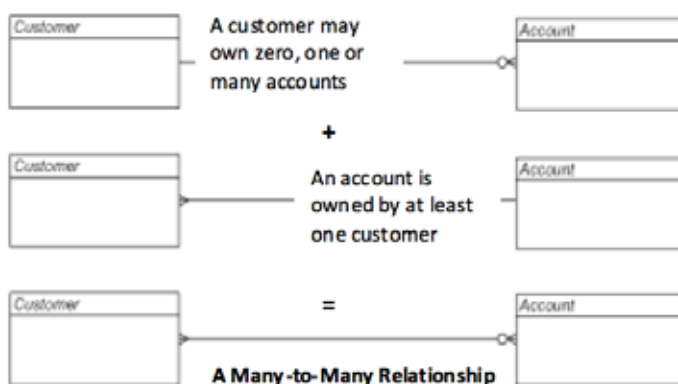 Customer
A customer may
own zero, one or
many accounts
Account
+
Customer
An account is
owned by at least
one customer
Account
Customer
=
Account
A Many-to-Many Relationship